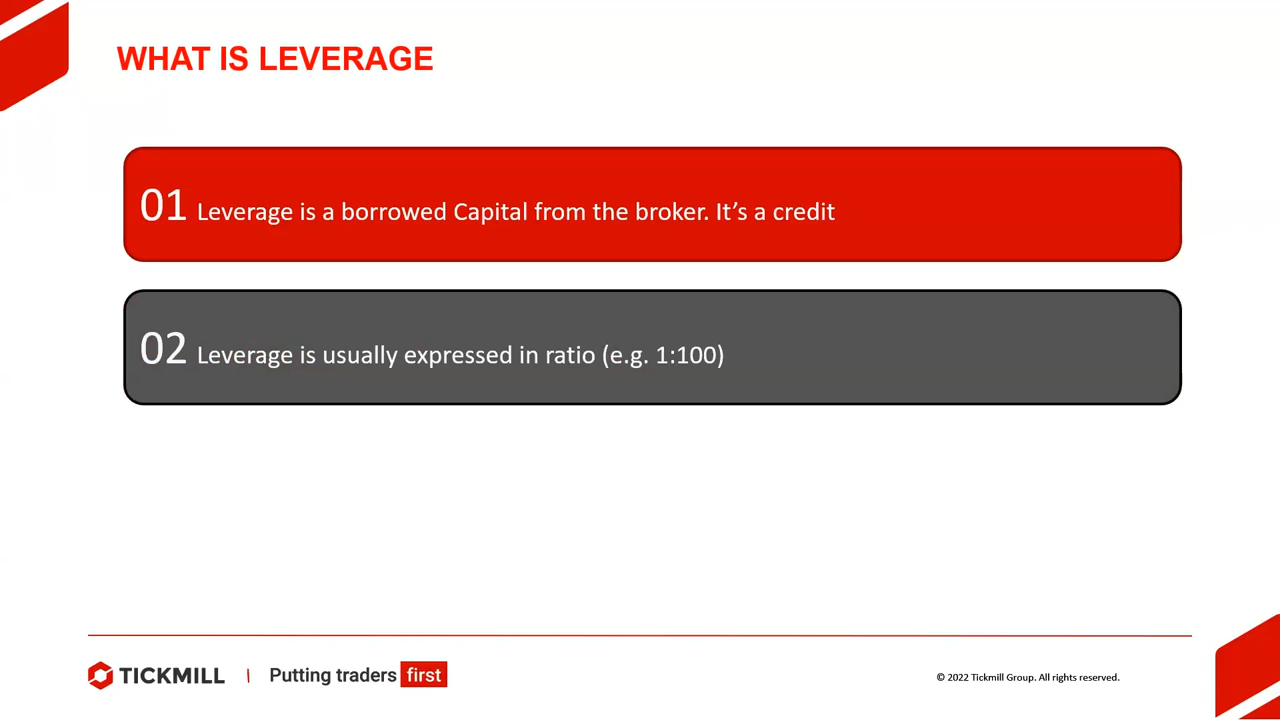 WHAT IS LEVERAGE
01 Leverage is a borrowed Capital from the broker. It’s a credit
02 Leverage is usually expressed in ratio (e.g. 1:100)
TICKMILL | Putting traders first
© 2022 Tickmill Group. All rights reserved.